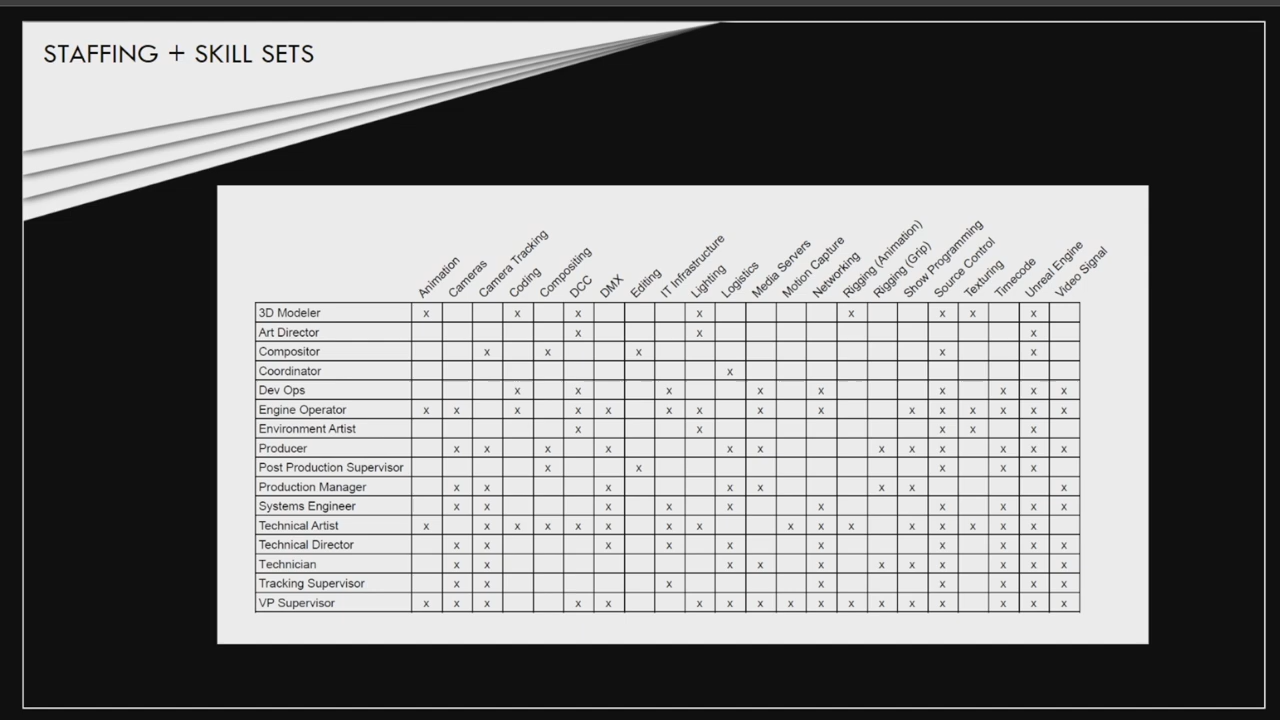 STAFFING + SKILL SETS
Animation
Cameras
Camera Tracking
Coding
Compositing
DCC
DMX
Editing
IT Infrastructure
Lighting
Logistics
Media Servers
Motion Capture
Networking
Rigging (Animation)
Rigging (Grip)
Show Programming
Source Control
Texturing
Timecode
Unreal Engine
Video Signal
3D Modeler x x x x x x x x
Art Director x x x
Compositor x x x x x
Coordinator x
Dev Ops x x x x x x x x x
Engine Operator x x x x x x x x x x x x x x x
Environment Artist x x x x x
Producer x x x x x x x x x x x x
Post Production Supervisor x x x x x
Production Manager x x x x x x x x
Systems Engineer x x x x x x x x x x
Technical Artist x x x x x x x x x x x x x x x x
Technical Director x x x x x x x x x x
Technician x x x x x x x x x x x
Tracking Supervisor x x x x x x x x
VP Supervisor x x x x x x x x x x x x x x x x x